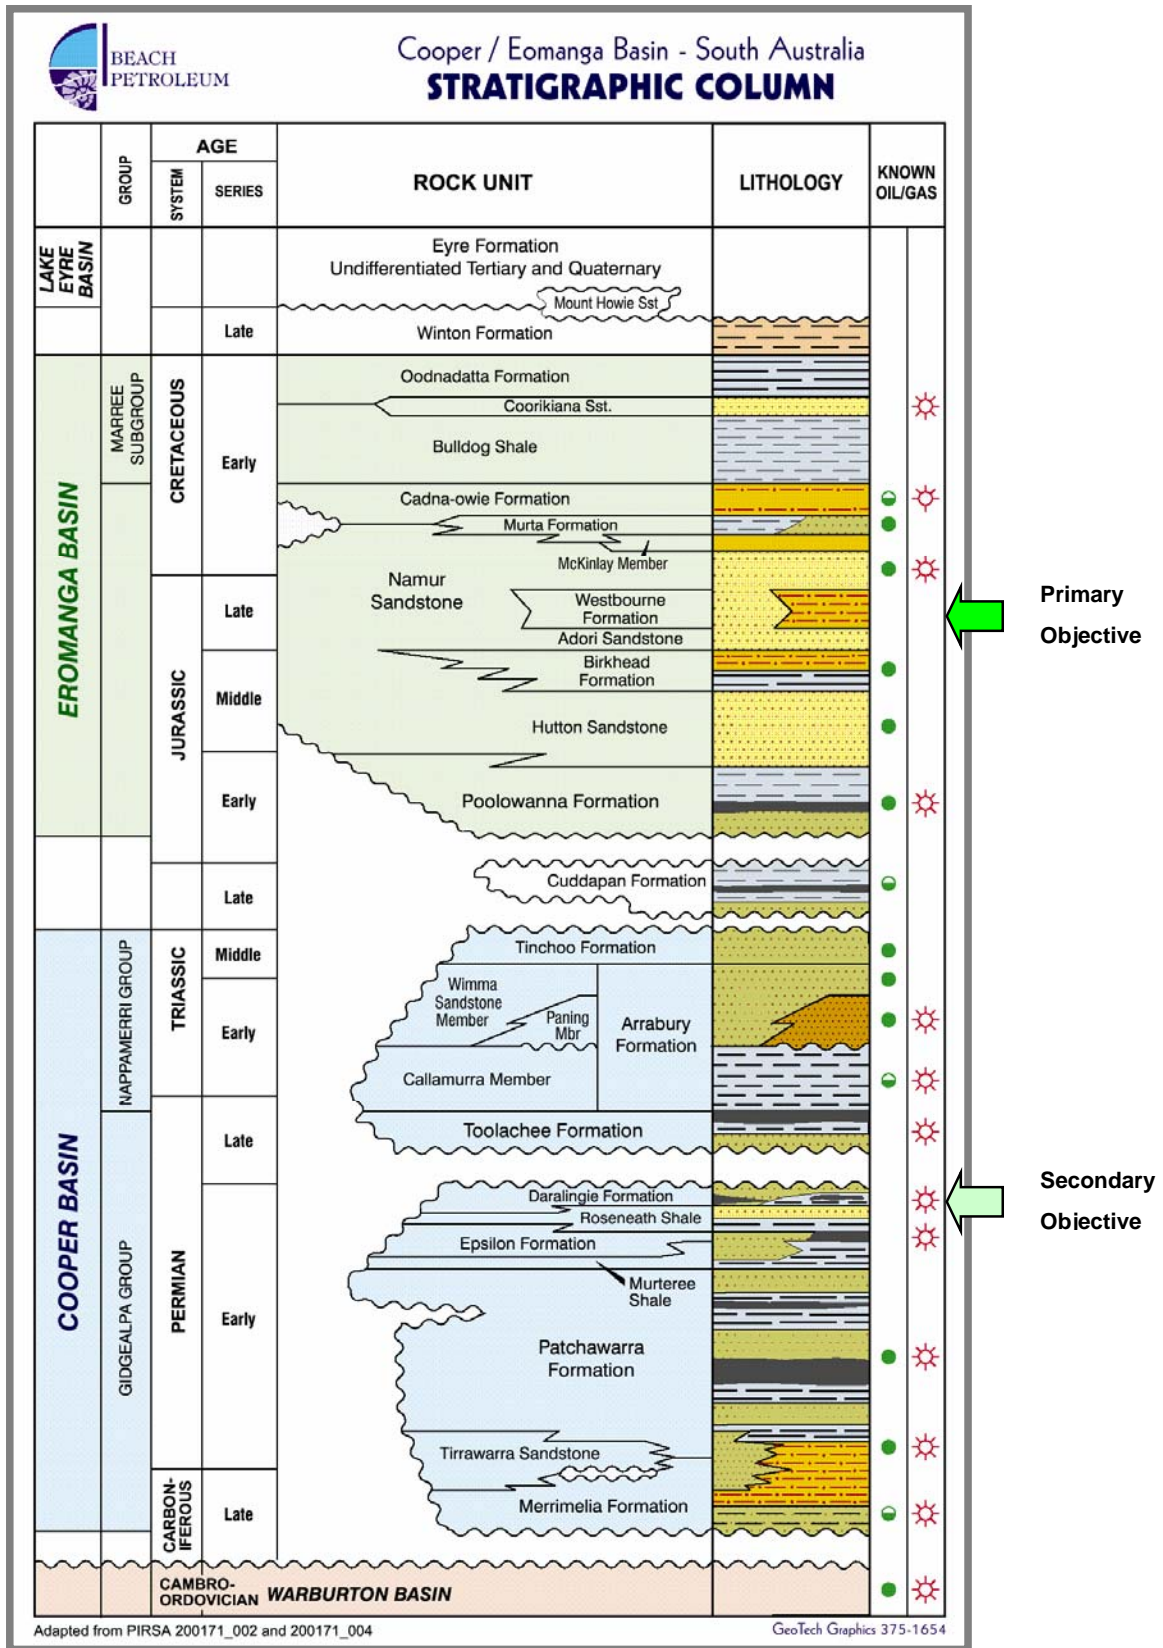 BEACH
PETROLEUM
Cooper / Eomanga Basin - South Australia
STRATIGRAPHIC COLUMN
GROUP
AGE
SYSTEM
SERIES
ROCK UNIT
LITHOLOGY
KNOWN
OIL/GAS
LAKE
EYRE
BASIN
Eyre Formation
Undifferentiated Tertiary and Quaternary
Mount Howie Sst
Late
Winton Formation
EROMANGA BASIN
MARREE
SUBGROUP
CRETACEOUS
Early
Oodnadatta Formation
Coorikiana Sst.
Bulldog Shale
Cadna-owie Formation
Murta Formation
McKinlay Member
Namur
Sandstone
JURASSIC
Late
Westbourne
Formation
Adori Sandstone
Primary
Objective
Birkhead
Formation
Middle
Hutton Sandstone
Early
Poolowanna Formation
Cuddapan Formation
Late
COOPER BASIN
NAPPAMERRI GROUP
TRIASSIC
Middle
Tinchoo Formation
Wimma
Sandstone
Member
Paning
Mbr
Arrabury
Formation
Early
Callamurra Member
GIDGEALPA GROUP
PERMIAN
Late
Toolachee Formation
Daralingie Formation
Secondary
Objective
Roseneath Shale
Epsilon Formation
Murteree
Shale
Early
Patchawarra
Formation
Tirrawarra Sandstone
CARBON-
IFEROUS
Late
Merrimelia Formation
CAMBRO-
ORDOVICIAN
WARBURTON BASIN
Adapted from PIRSA 200171_002 and 200171_004
GeoTech Graphics 375-1654